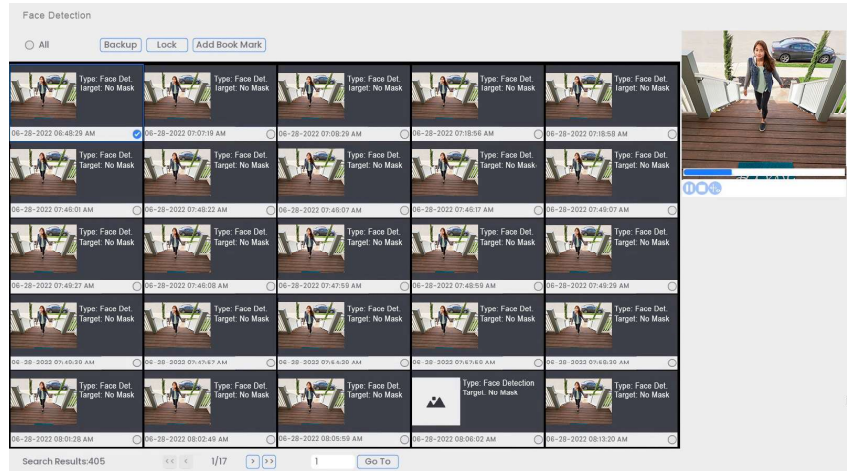 Face Detection
All Backup Lock Add Book Mark
Type: Face Det. Type: Face Det. Type: Face Det. Type: Face Det. Type: Face Det.
Target: No Mask Target: No Mask Target: No Mask Target: No Mask Target: No Mask
06-28-2022 06:48:29 AM 06-28-2022 07:07:19 AM 06-28-2022 07:08:29 AM 06-28-2022 07:18:56 AM 06-28-2022 07:18:58 AM
Type: Face Det. Type: Face Det. Type: Face Det. Type: Face Det. Type: Face Det.
Target: No Mask Target: No Mask Target: No Mask Target: No Mask Target: No Mask
06-28-2022 07:46:01 AM 06-28-2022 07:48:22 AM 06-28-2022 07:46:07 AM 06-28-2022 07:46:17 AM 06-28-2022 07:49:07 AM
Type: Face Det. Type: Face Det. Type: Face Det. Type: Face Det. Type: Face Det.
Target: No Mask Target: No Mask Target: No Mask Target: No Mask Target: No Mask
06-28-2022 07:49:27 AM 06-28-2022 07:46:08 AM 06-28-2022 07:47:59 AM 06-28-2022 07:48:59 AM 06-28-2022 07:49:29 AM
Type: Face Det. Type: Face Det. Type: Face Det. Type: Face Det. Type: Face Det.
Target: No Mask Target: No Mask Target: No Mask Target: No Mask Target: No Mask
AM AM AM AM AM
Type: Face Det. Type: Face Det. Type: Face Det. Type: Face Detection Type: Face Det.
Target: No Mask Target: No Mask Target: No Mask Target: No Mask Target: No Mask
06-28-2022 08:01:28 AM 06-28-2022 08:02:49 AM 06-28-2022 08:05:59 AM 06-28-2022 08:06:02 AM 06-28-2022 08:13:20 AM
Search Results:405 << < 1/17 > >> 1 Go To